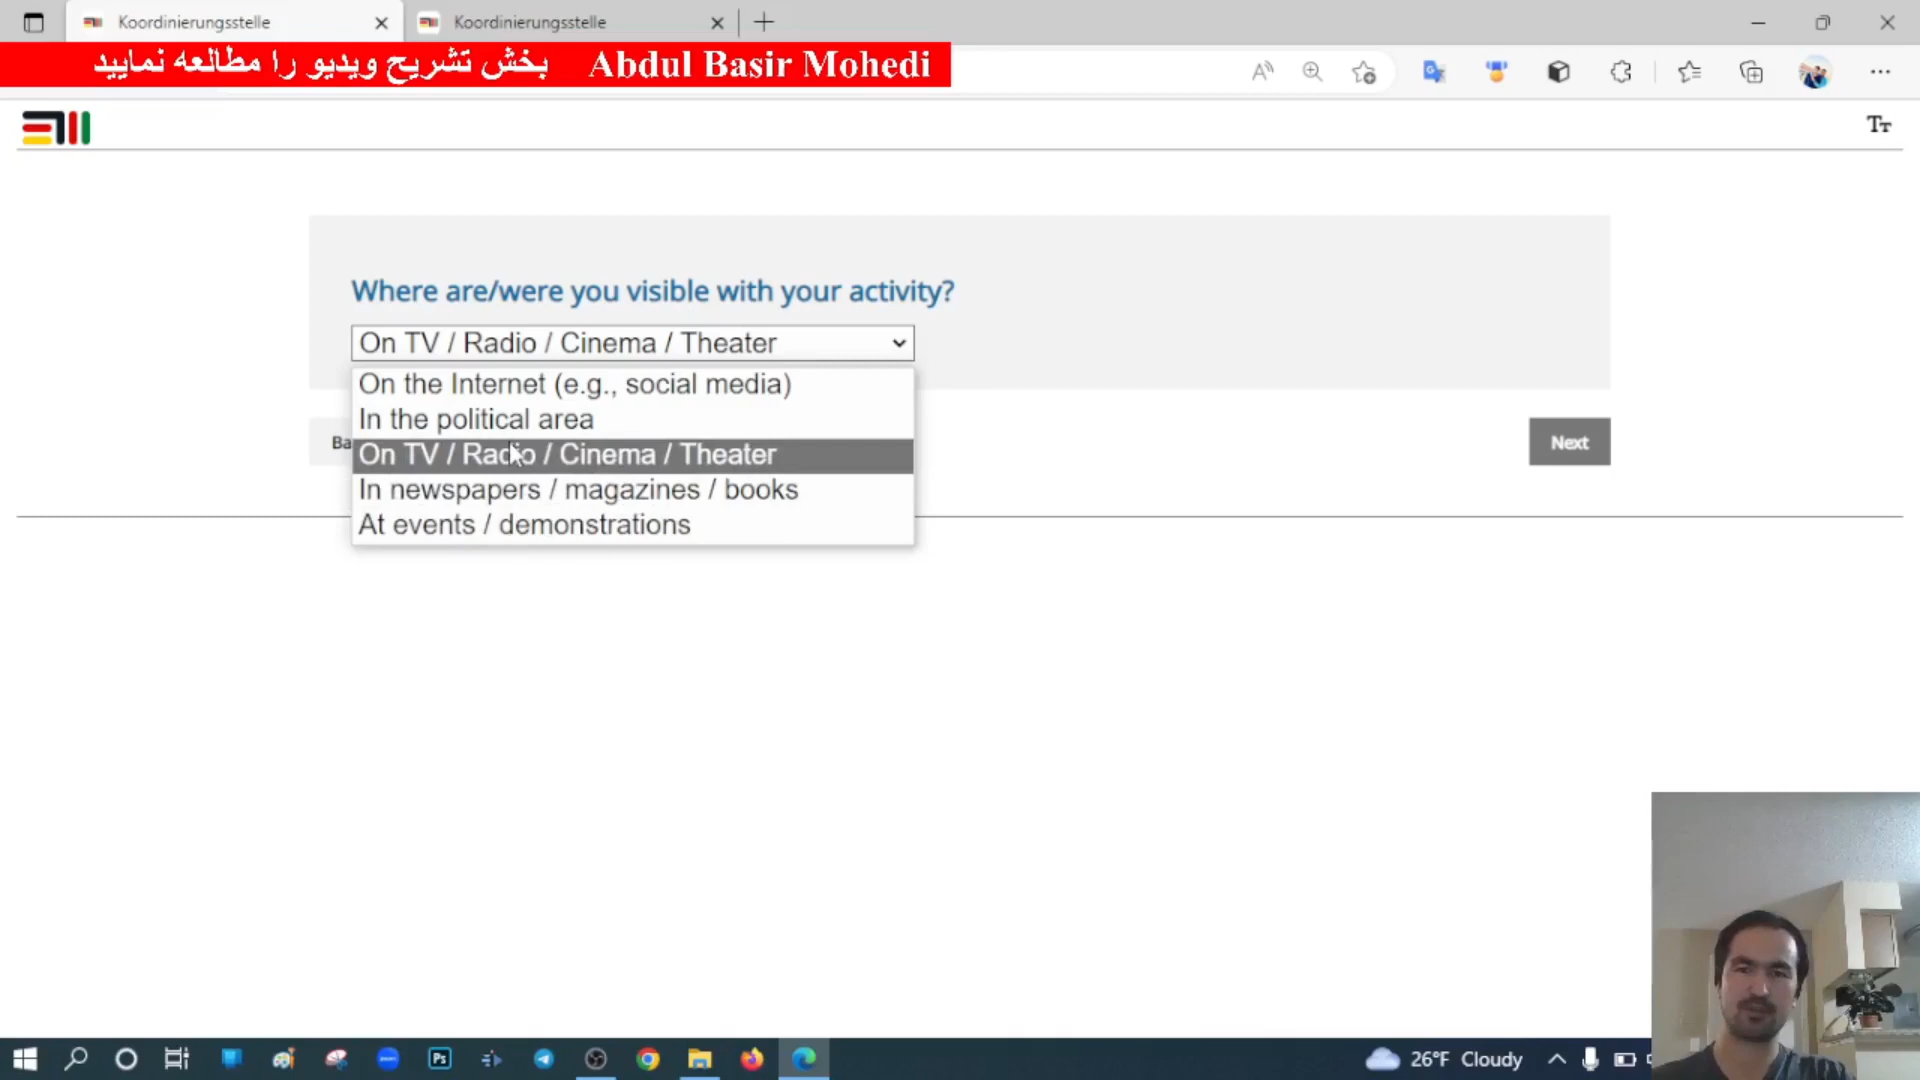 Koordinierungsstelle
Koordinierungsstelle
بخش تشریح ویدیو را مطالعه نمایید Abdul Basir Mohedi
Where are/were you visible with your activity?
On TV / Radio / Cinema / Theater
On the Internet (e.g., social media)
In the political area
On TV / Radio / Cinema / Theater
In newspapers / magazines / books
At events / demonstrations
Ba
Next
26°F Cloudy